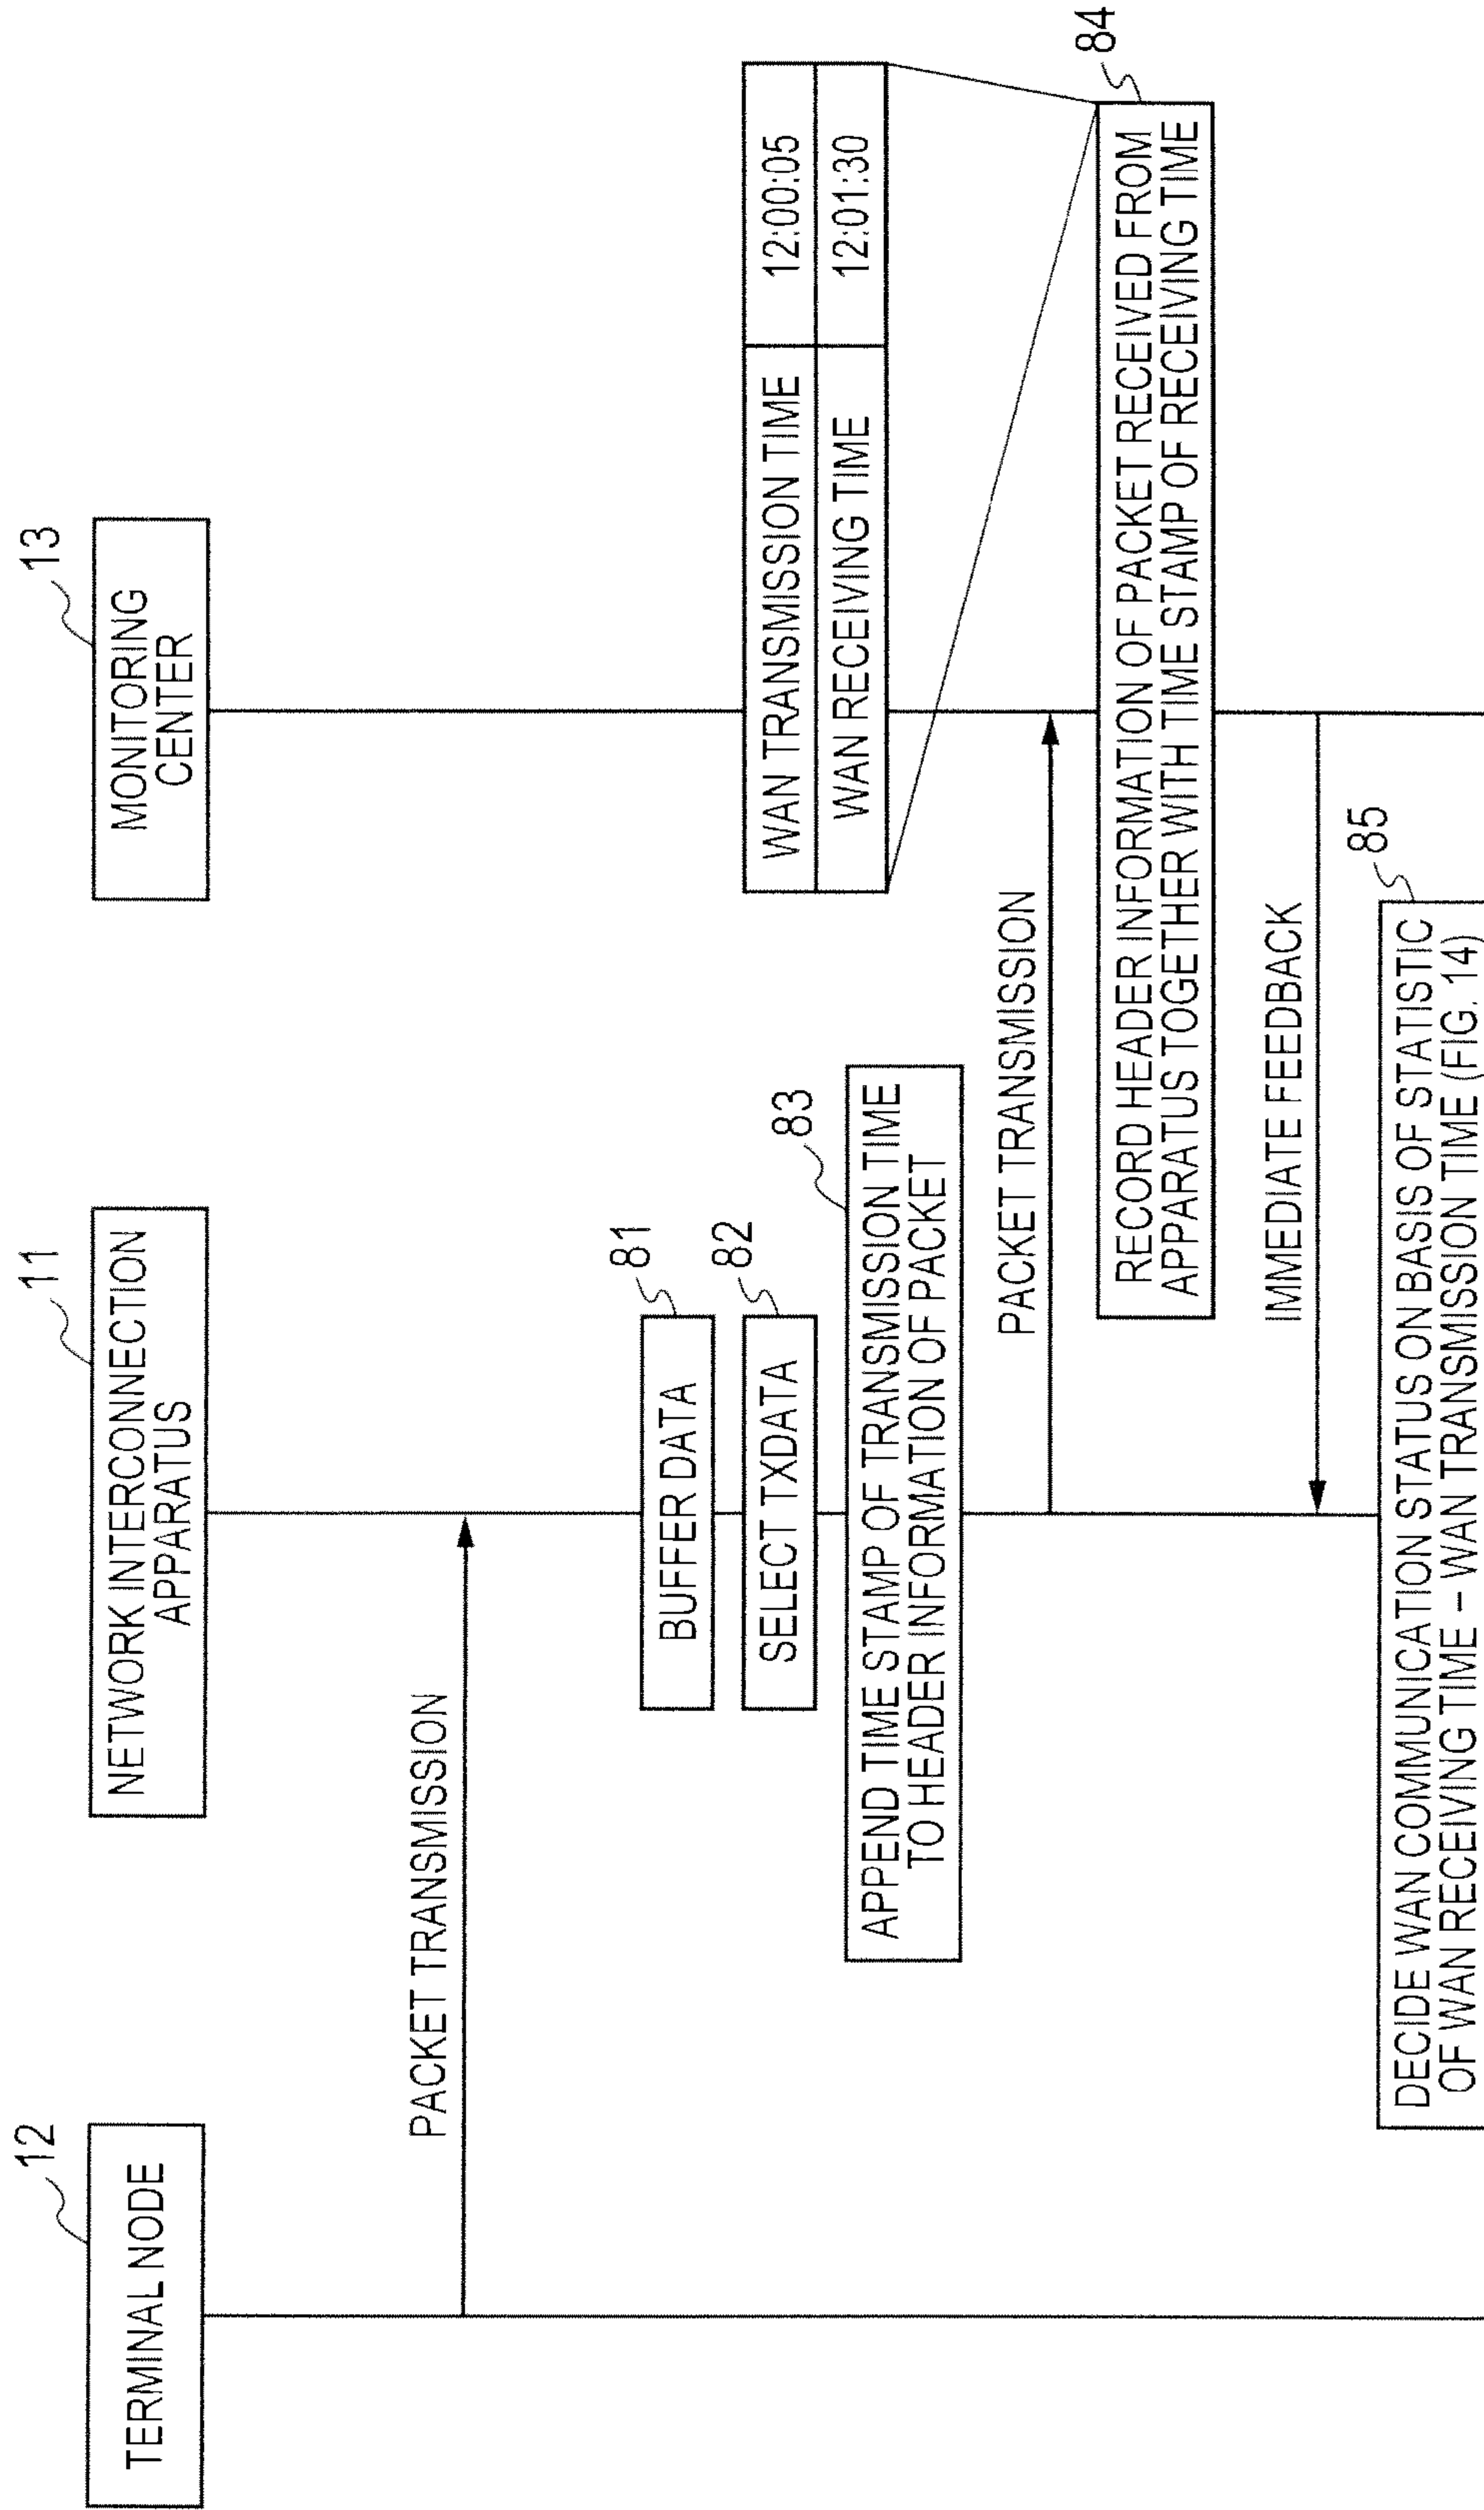 12
TERMINAL NODE
11
NETWORK INTERCONNECTION
APPARATUS
13
MONITORING
CENTER
PACKET TRANSMISSION
81
BUFFER DATA
82
SELECT TXDATA
83
APPEND TIME STAMP OF TRANSMISSION TIME
TO HEADER INFORMATION OF PACKET
WAN TRANSMISSION TIME 12:00:05
WAN RECEIVING TIME 12:01:30
PACKET TRANSMISSION
84
RECORD HEADER INFORMATION OF PACKET RECEIVED FROM
APPARATUS TOGETHER WITH TIME STAMP OF RECEIVING TIME
IMMEDIATE FEEDBACK
85
DECIDE WAN COMMUNICATION STATUS ON BASIS OF STATISTIC
OF WAN RECEIVING TIME – WAN TRANSMISSION TIME (FIG. 14)